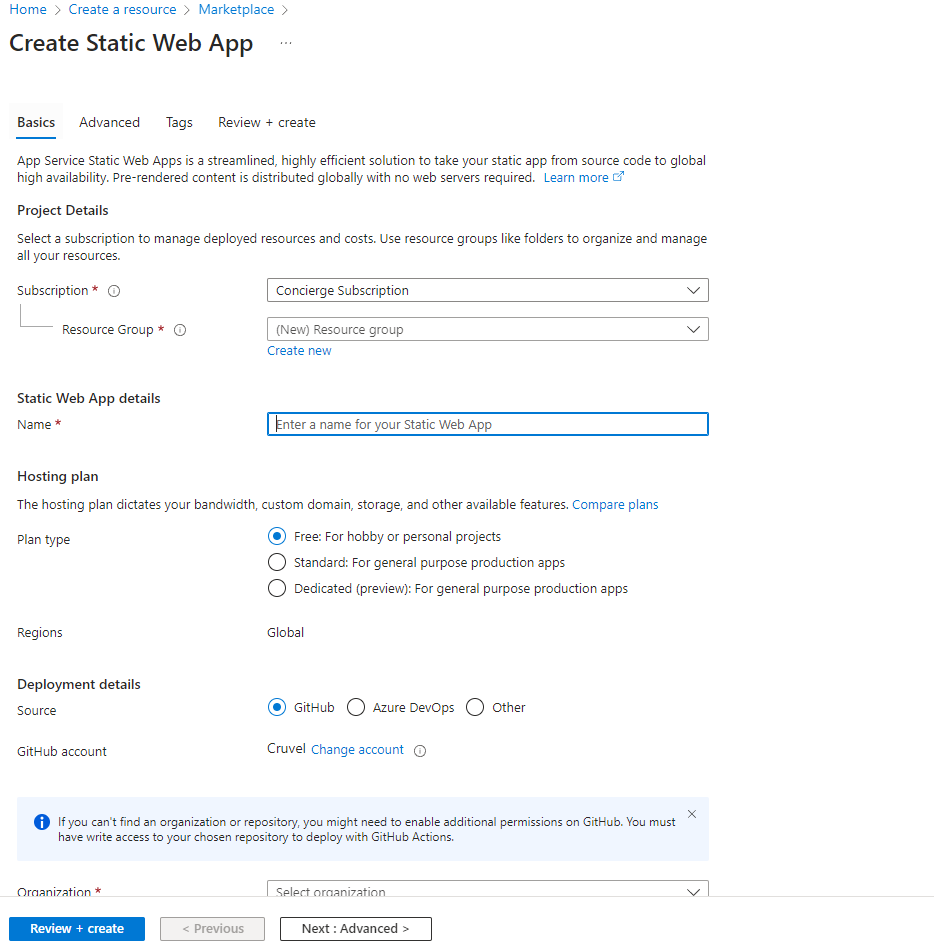 Home > Create a resource > Marketplace >
Create Static Web App ...
Basics Advanced Tags Review + create
App Service Static Web Apps is a streamlined, highly efficient solution to take your static app from source code to global
high availability. Pre-rendered content is distributed globally with no web servers required. Learn more
Project Details
Select a subscription to manage deployed resources and costs. Use resource groups like folders to organize and manage
all your resources.
Subscription * Concierge Subscription
Resource Group * (New) Resource group
Create new
Static Web App details
Name * Enter a name for your Static Web App
Hosting plan
The hosting plan dictates your bandwidth, custom domain, storage, and other available features. Compare plans
Plan type Free: For hobby or personal projects
Standard: For general purpose production apps
Dedicated (preview): For general purpose production apps
Regions Global
Deployment details
Source GitHub Azure DevOps Other
GitHub account Cruvel Change account
If you can't find an organization or repository, you might need to enable additional permissions on GitHub. You must
have write access to your chosen repository to deploy with GitHub Actions.
Organization * Select organization
Review + create < Previous Next : Advanced >